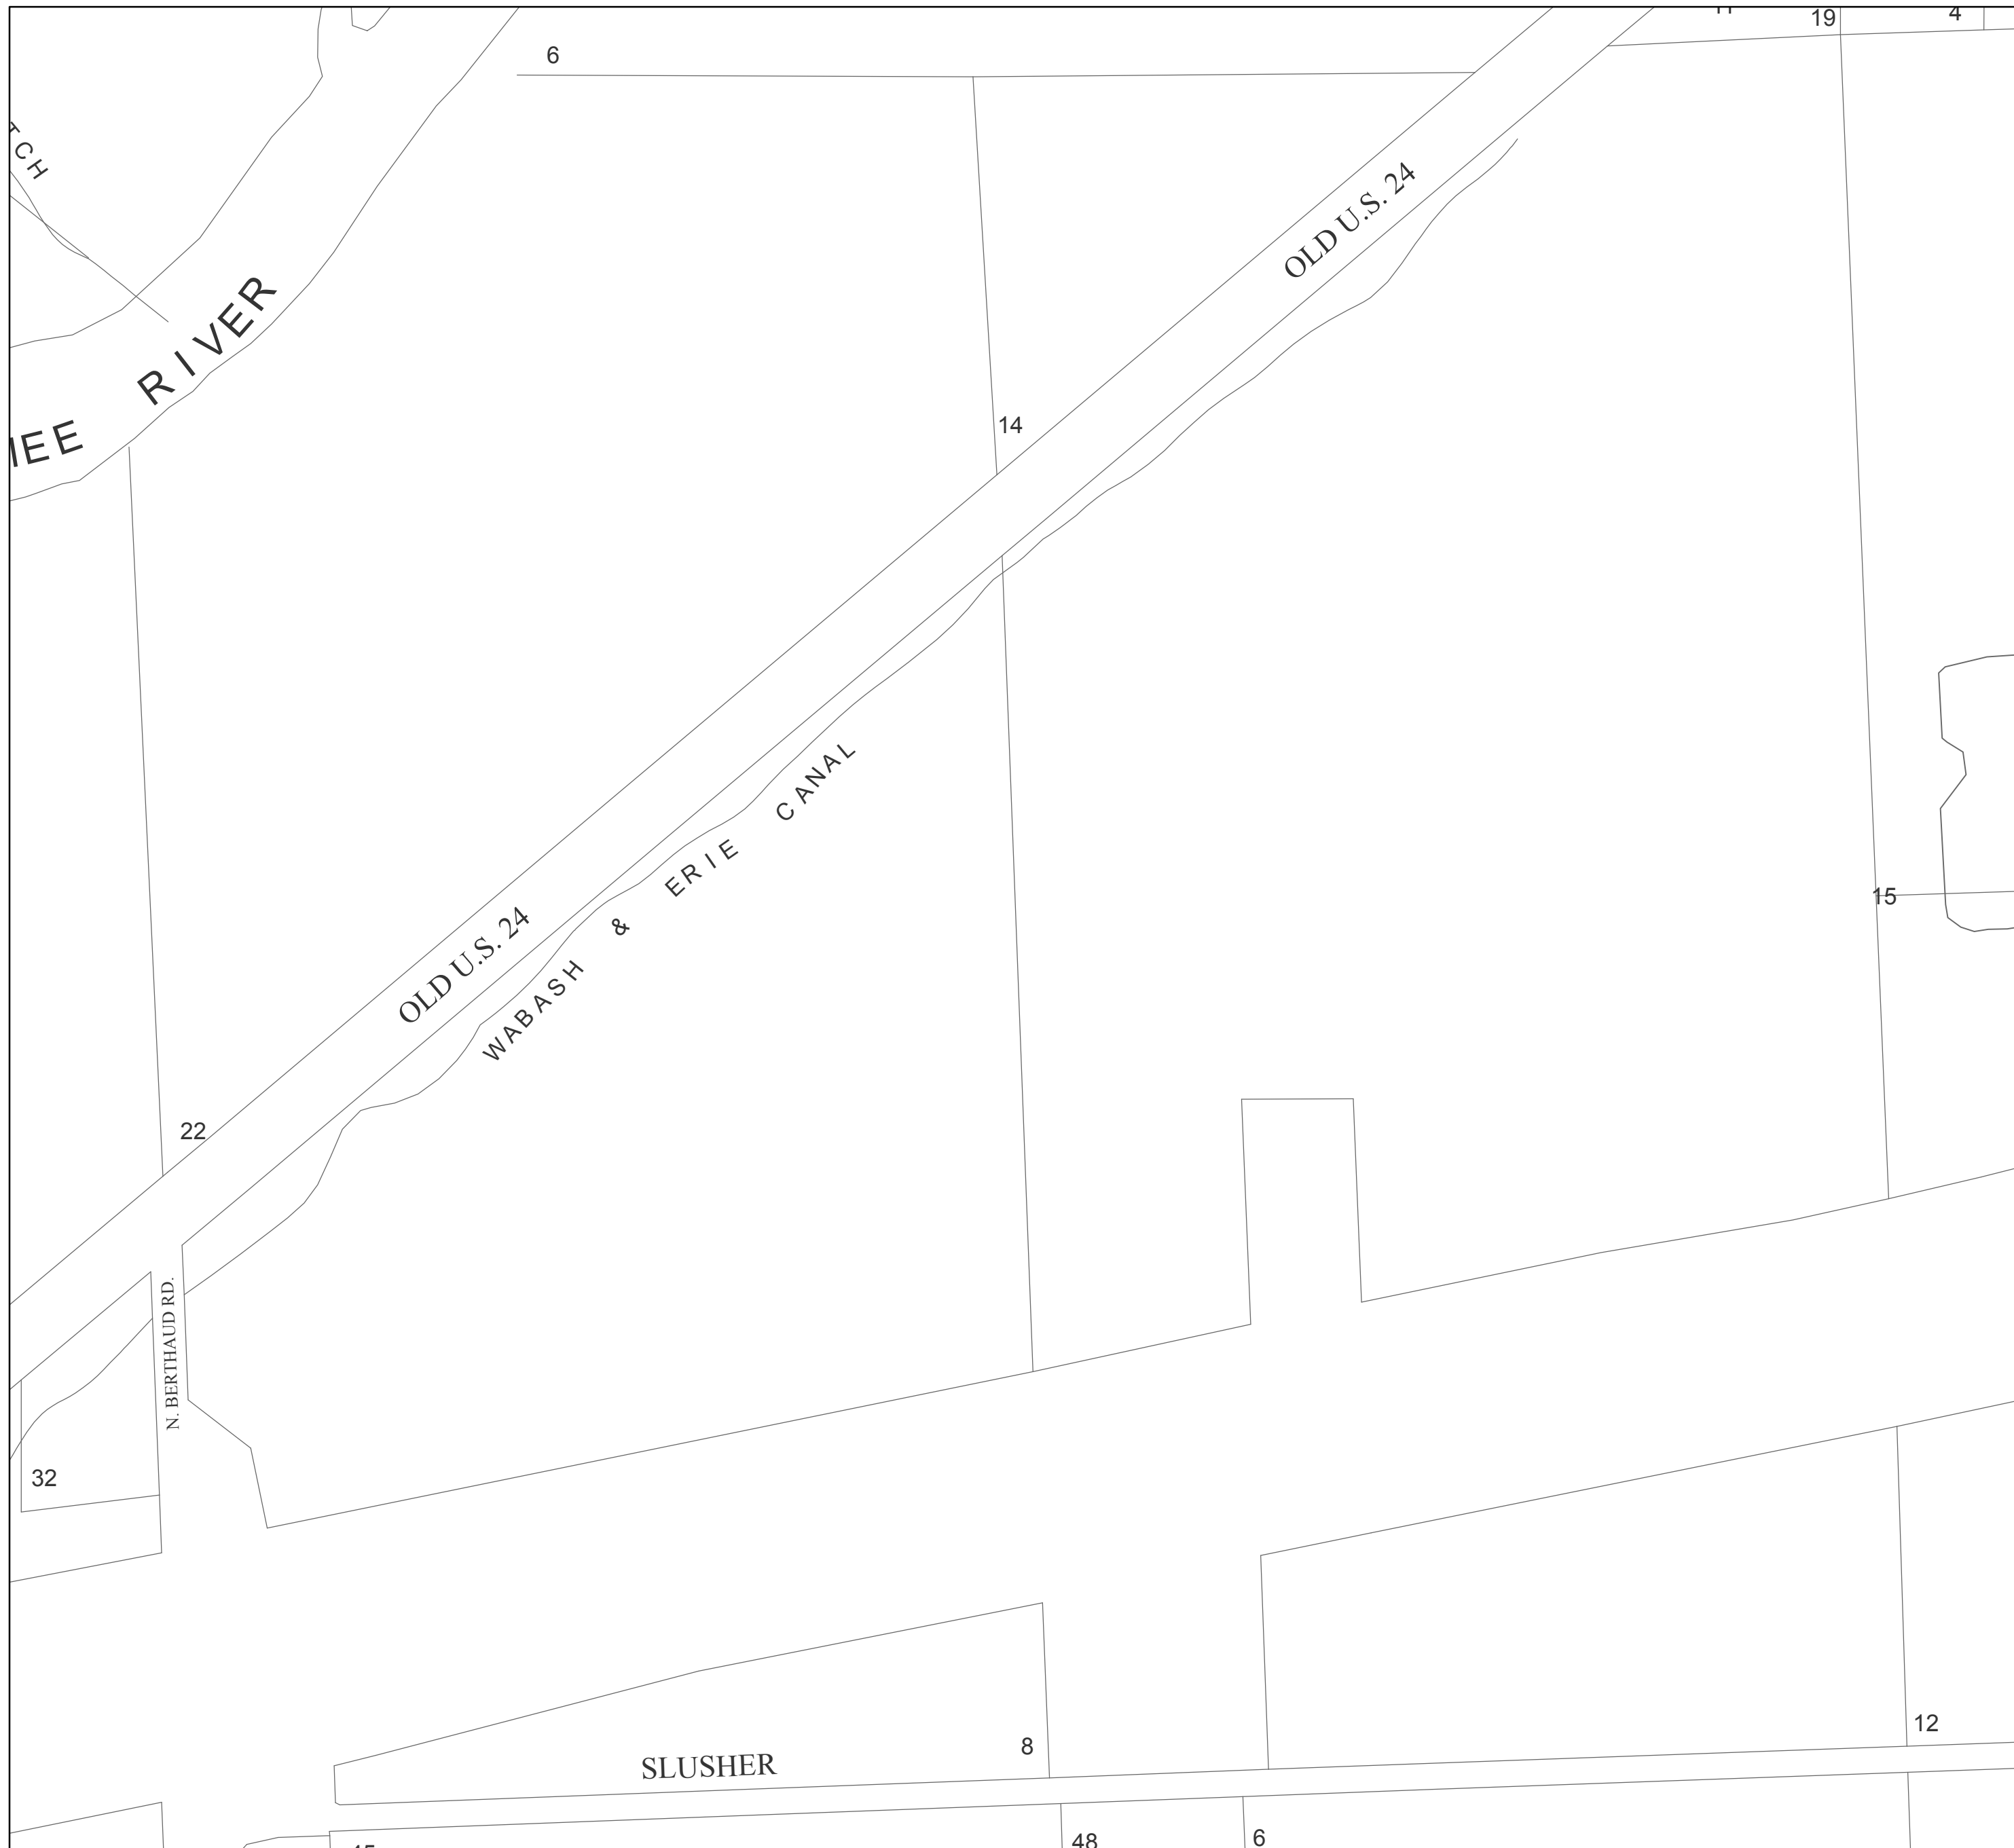 19
4
6
CH
OLD U.S. 24
RIVER
14
EE
WABASH & ERIE CANAL
15
OLD U.S. 24
22
N. BERTHAUD RD.
32
12
8
SLUSHER
48
6